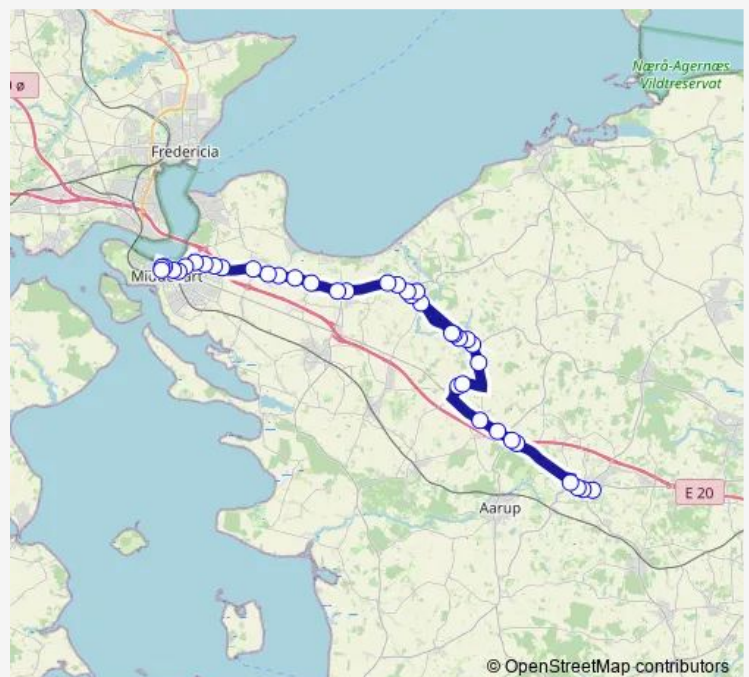 Nærå-Agernæs
Vildtreservat
ø
Fredericia
E 20
Aarup
© OpenStreetMap contributors